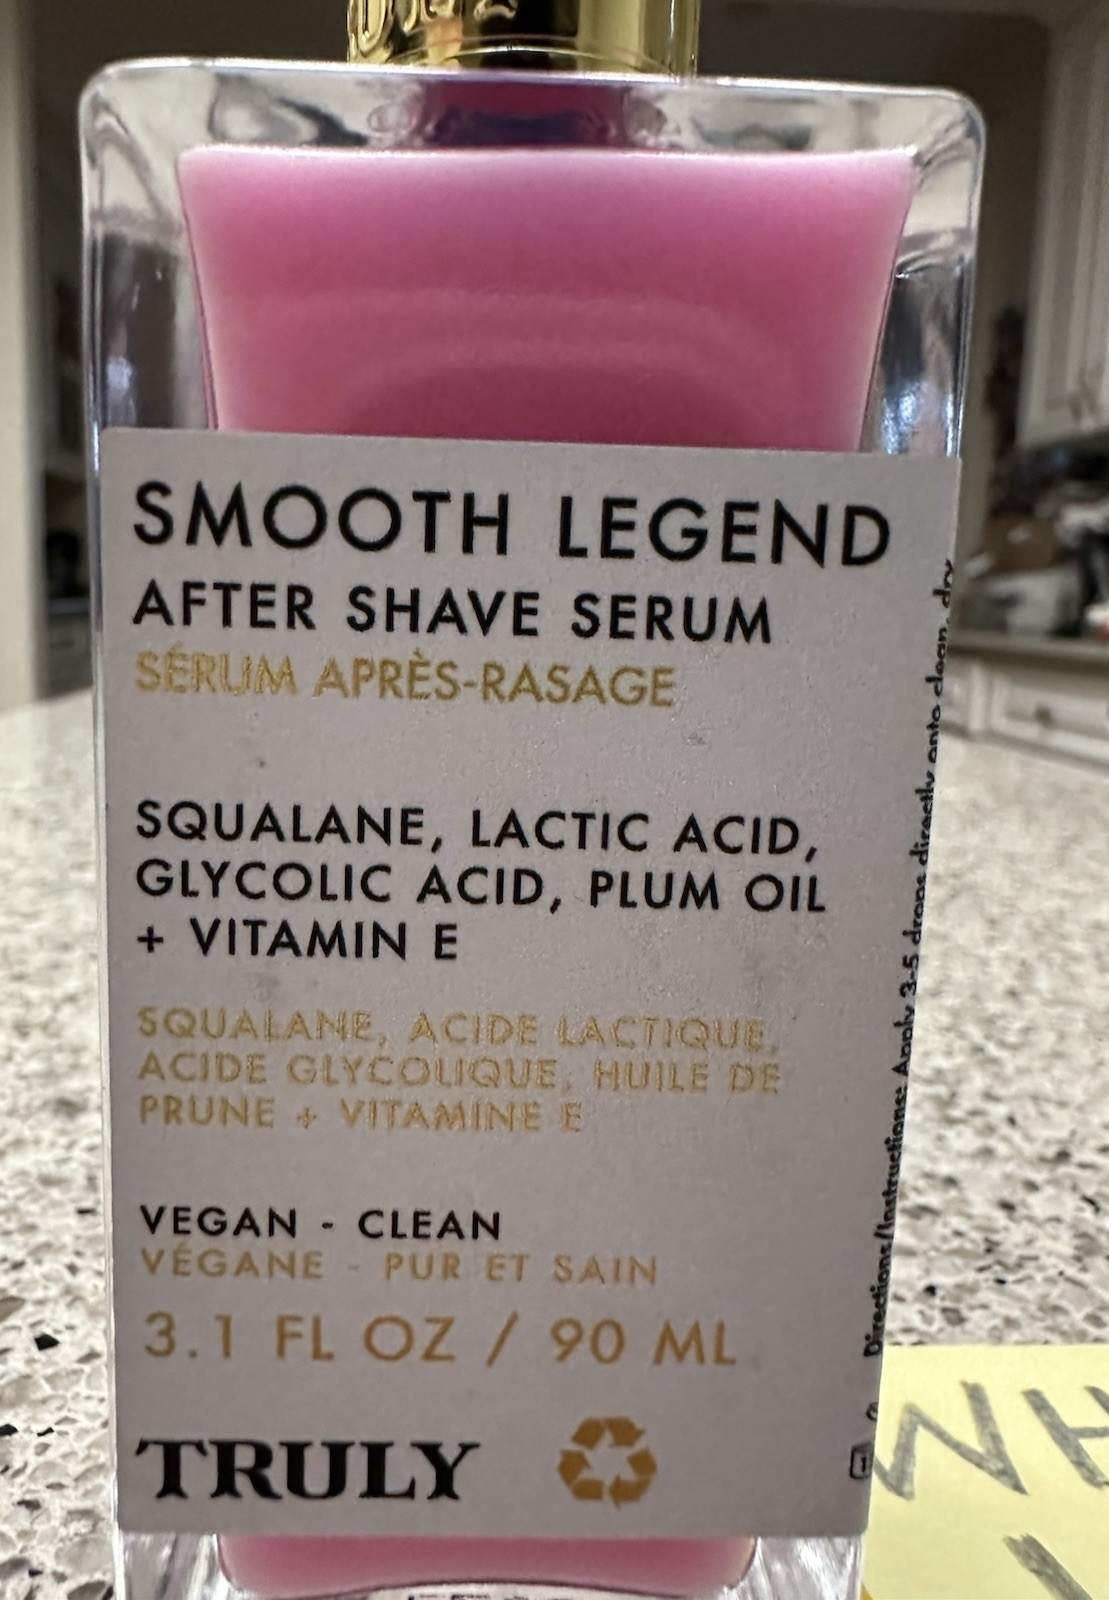 SMOOTH LEGEND
AFTER SHAVE SERUM
SÉRUM APRÈS-RASAGE
SQUALANE, LACTIC ACID,
GLYCOLIC ACID, PLUM OIL
+ VITAMIN E
SQUALANE, ACIDE LACTIQUE,
ACIDE GLYCOLIQUE, HUILE DE
PRUNE + VITAMINE E
VEGAN - CLEAN
VÉGANE - PUR ET SAIN
3.1 FL OZ / 90 ML
TRULY
Directions/Instructions: Apply 3-5 drops directly onto clean, dry
WH